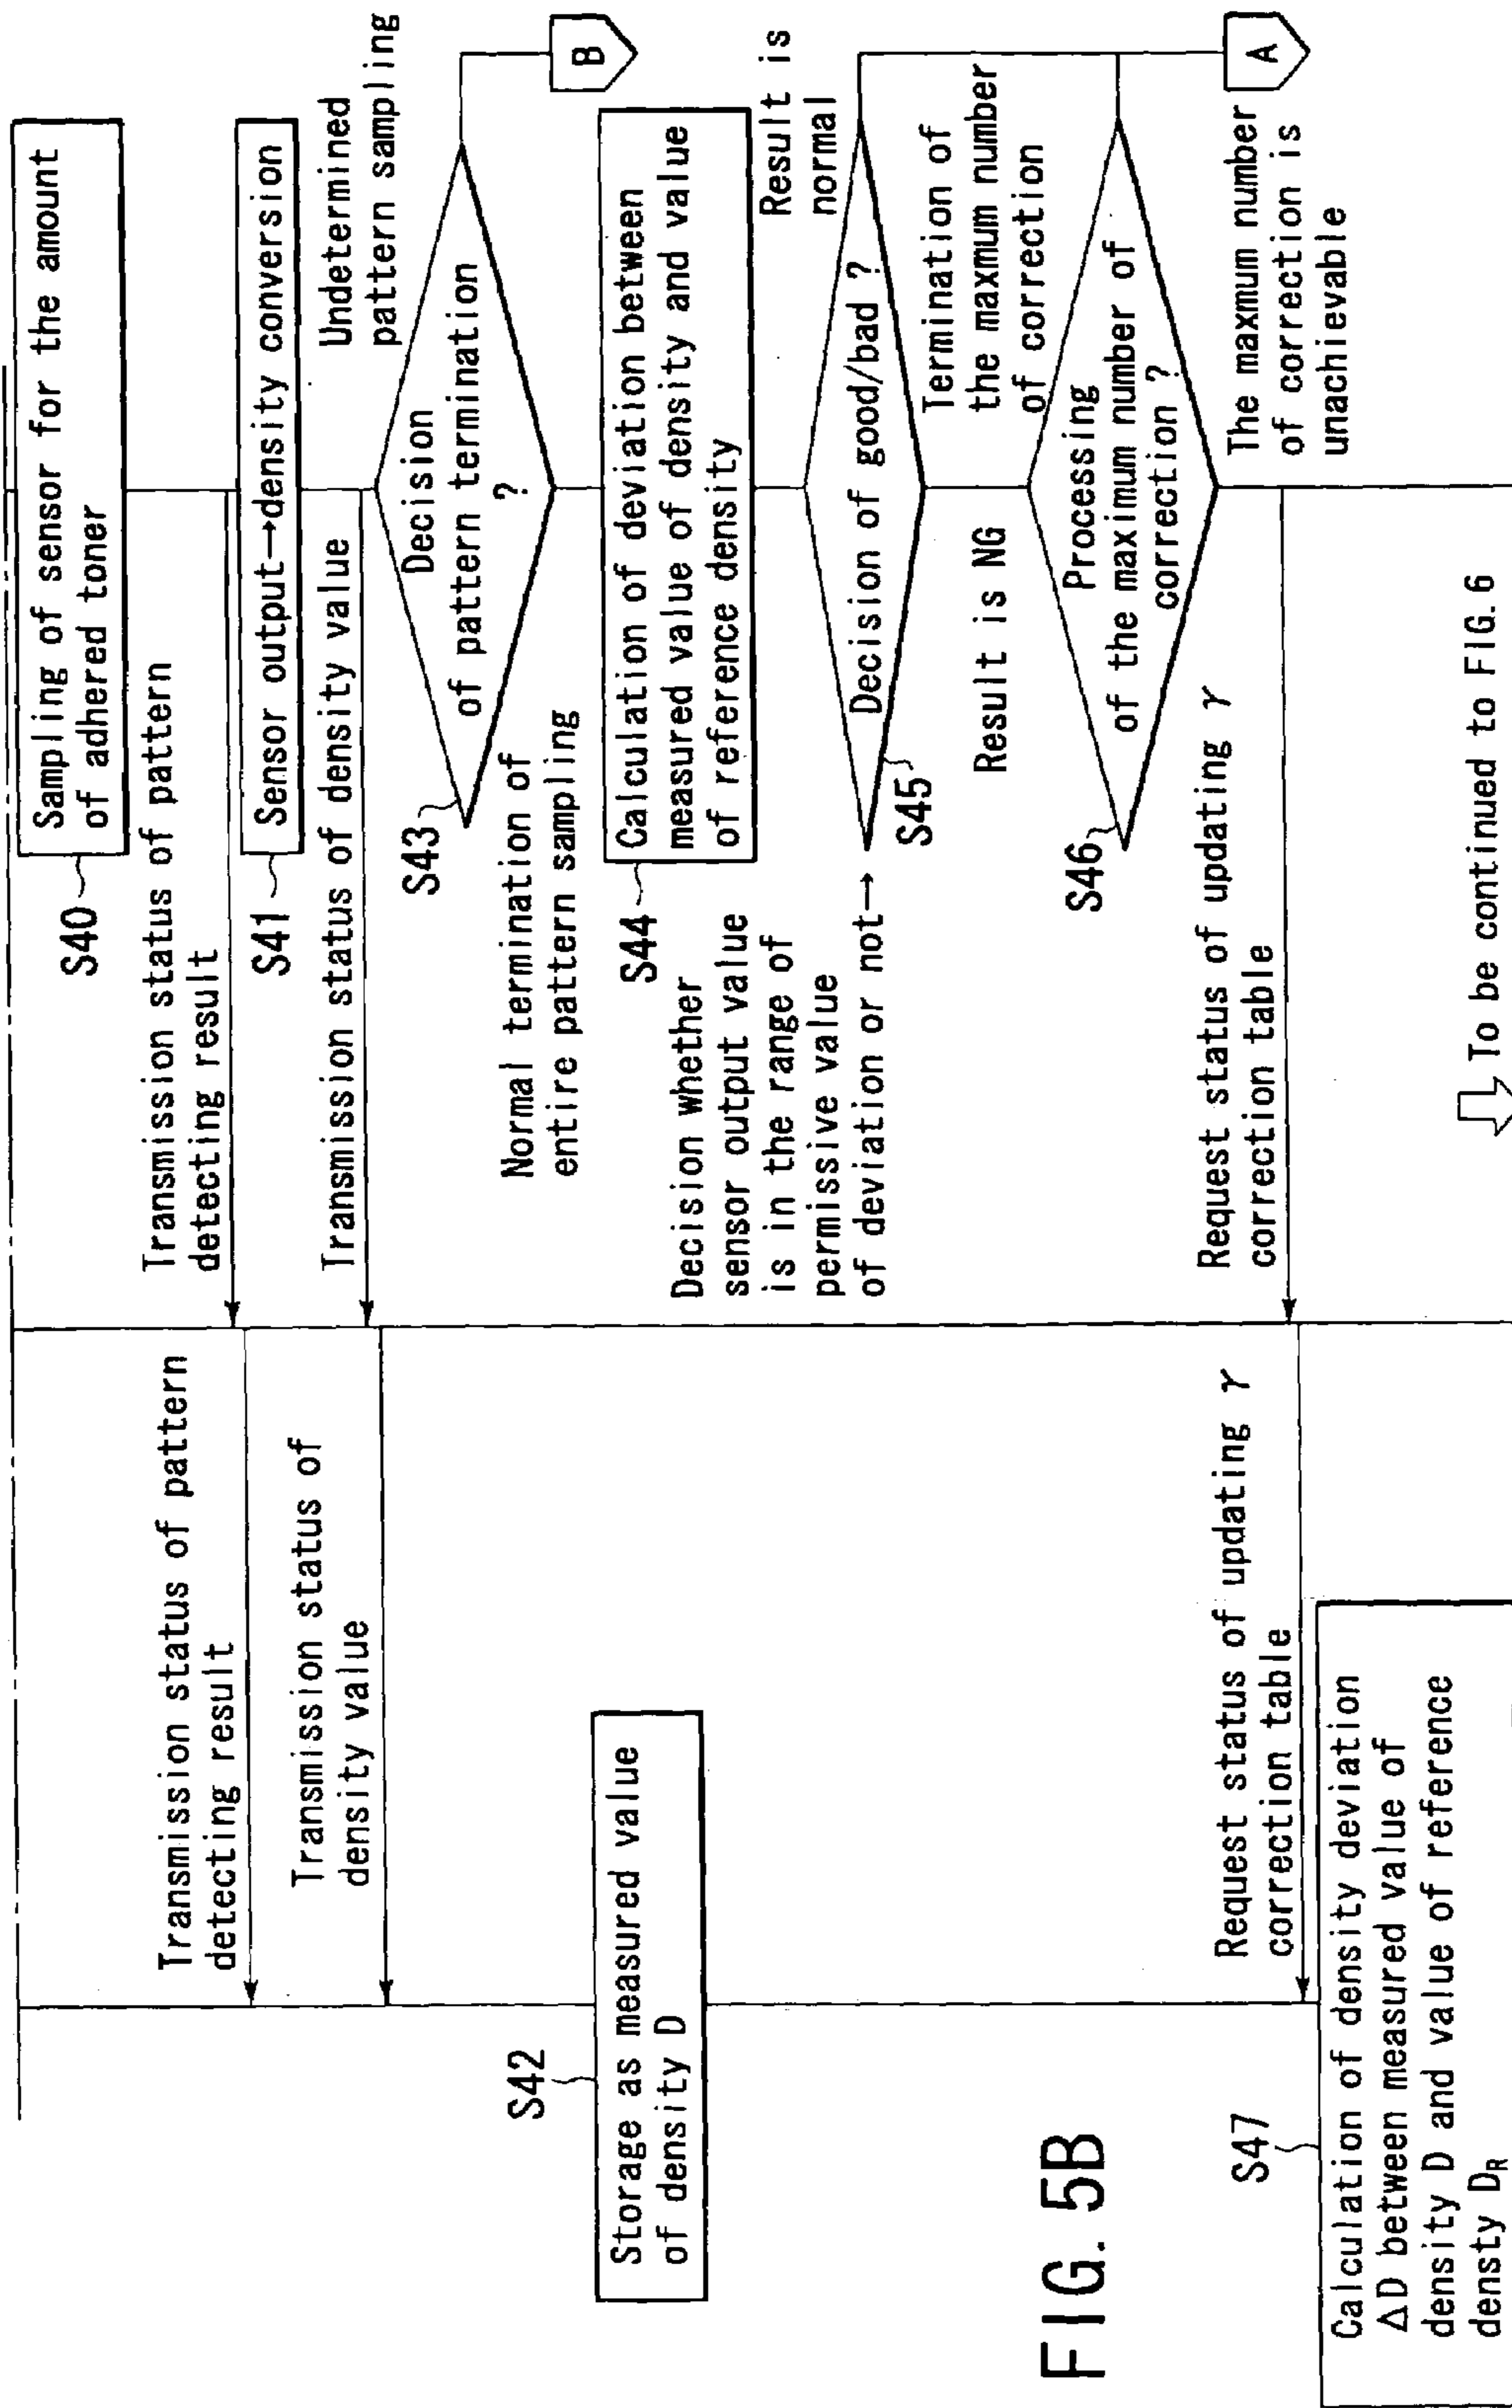 S40
Sampling of sensor for the amount
of adhered toner
Transmission status of pattern
detecting result
Transmission status of pattern
detecting result
S41
Sensor output→density conversion
Transmission status of density value
Transmission status of
density value
Undetermined
pattern sampling
S43
Decision
of pattern termination
?
B
S42
Storage as measured value
of density D
Normal termination of
entire pattern sampling
S44
Calculation of deviation between
measured value of density and value
of reference density
Decision whether
sensor output value
is in the range of
permissive value
of deviation or not→
Result is
normal
Decision of good/bad ?
S45
Result is NG
Termination of
the maxmum number
of correction
S46
Processing
of the maximum number of
correction ?
A
The maxmum number
of correction is
unachievable
Request status of updating γ
correction table
Request status of updating γ
correction table
FIG. 5B
S47
Calculation of density deviation
ΔD between measured value of
density D and value of reference
densty DR
To be continued to FIG. 6